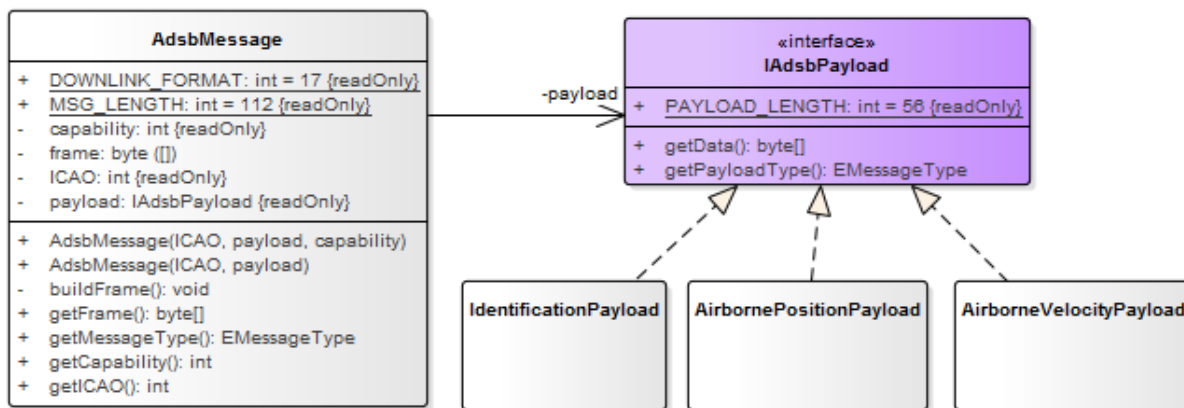 AdsbMessage
+ DOWNLINK_FORMAT: int = 17 {readOnly}
+ MSG_LENGTH: int = 112 {readOnly}
- capability: int {readOnly}
- frame: byte ([])
- ICAO: int {readOnly}
- payload: IAdsbPayload {readOnly}
+ AdsbMessage(ICAO, payload, capability)
+ AdsbMessage(ICAO, payload)
- buildFrame(): void
+ getFrame(): byte[]
+ getMessageType(): EMessageType
+ getCapability(): int
+ getICAO(): int
-payload
«interface»
IAdsbPayload
+ PAYLOAD_LENGTH: int = 56 {readOnly}
+ getData(): byte[]
+ getPayloadType(): EMessageType
IdentificationPayload
AirbornePositionPayload
AirborneVelocityPayload